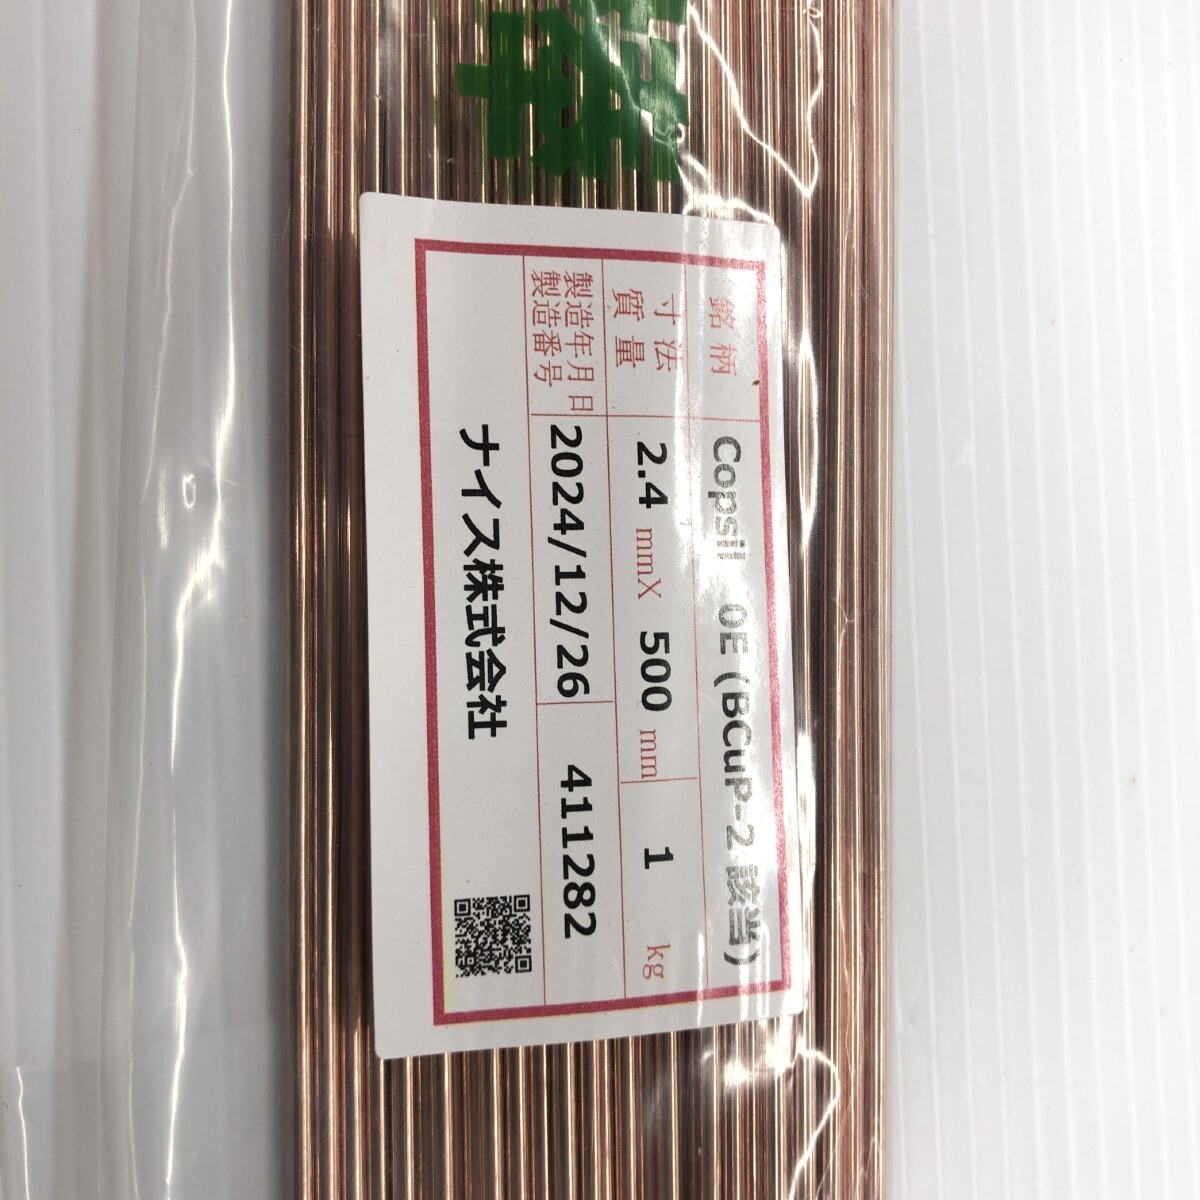 銘柄 Copsil 0E (BCuP-2 該当)
寸法 2.4 mmX 500 mm 1 kg
質量
製造年月日 2024/12/26 411282
製造番号
ナイス株式会社